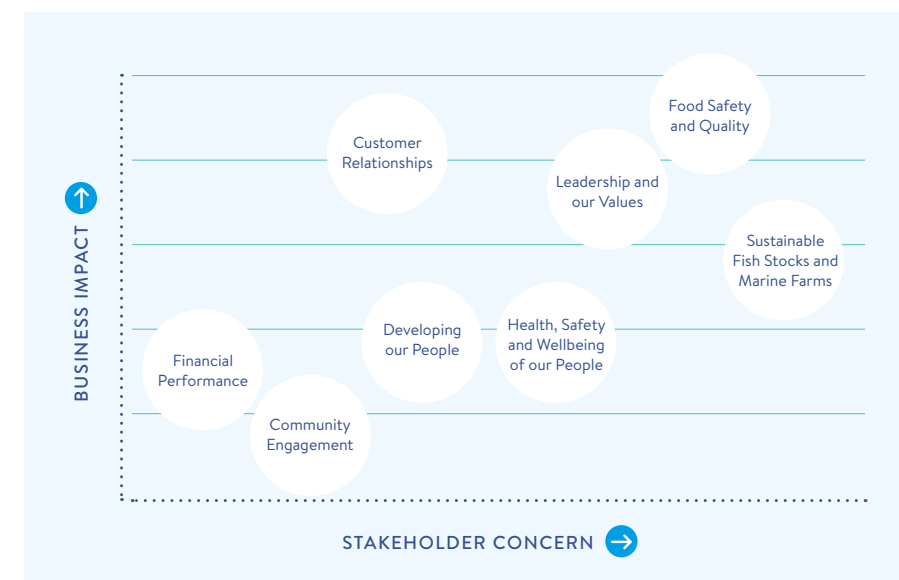 Food Safety
and Quality
Customer
Relationships
Leadership and
our Values
Sustainable
Fish Stocks and
Marine Farms
BUSINESS IMPACT
Developing
our People
Health, Safety
and Wellbeing
of our People
Financial
Performance
Community
Engagement
STAKEHOLDER CONCERN